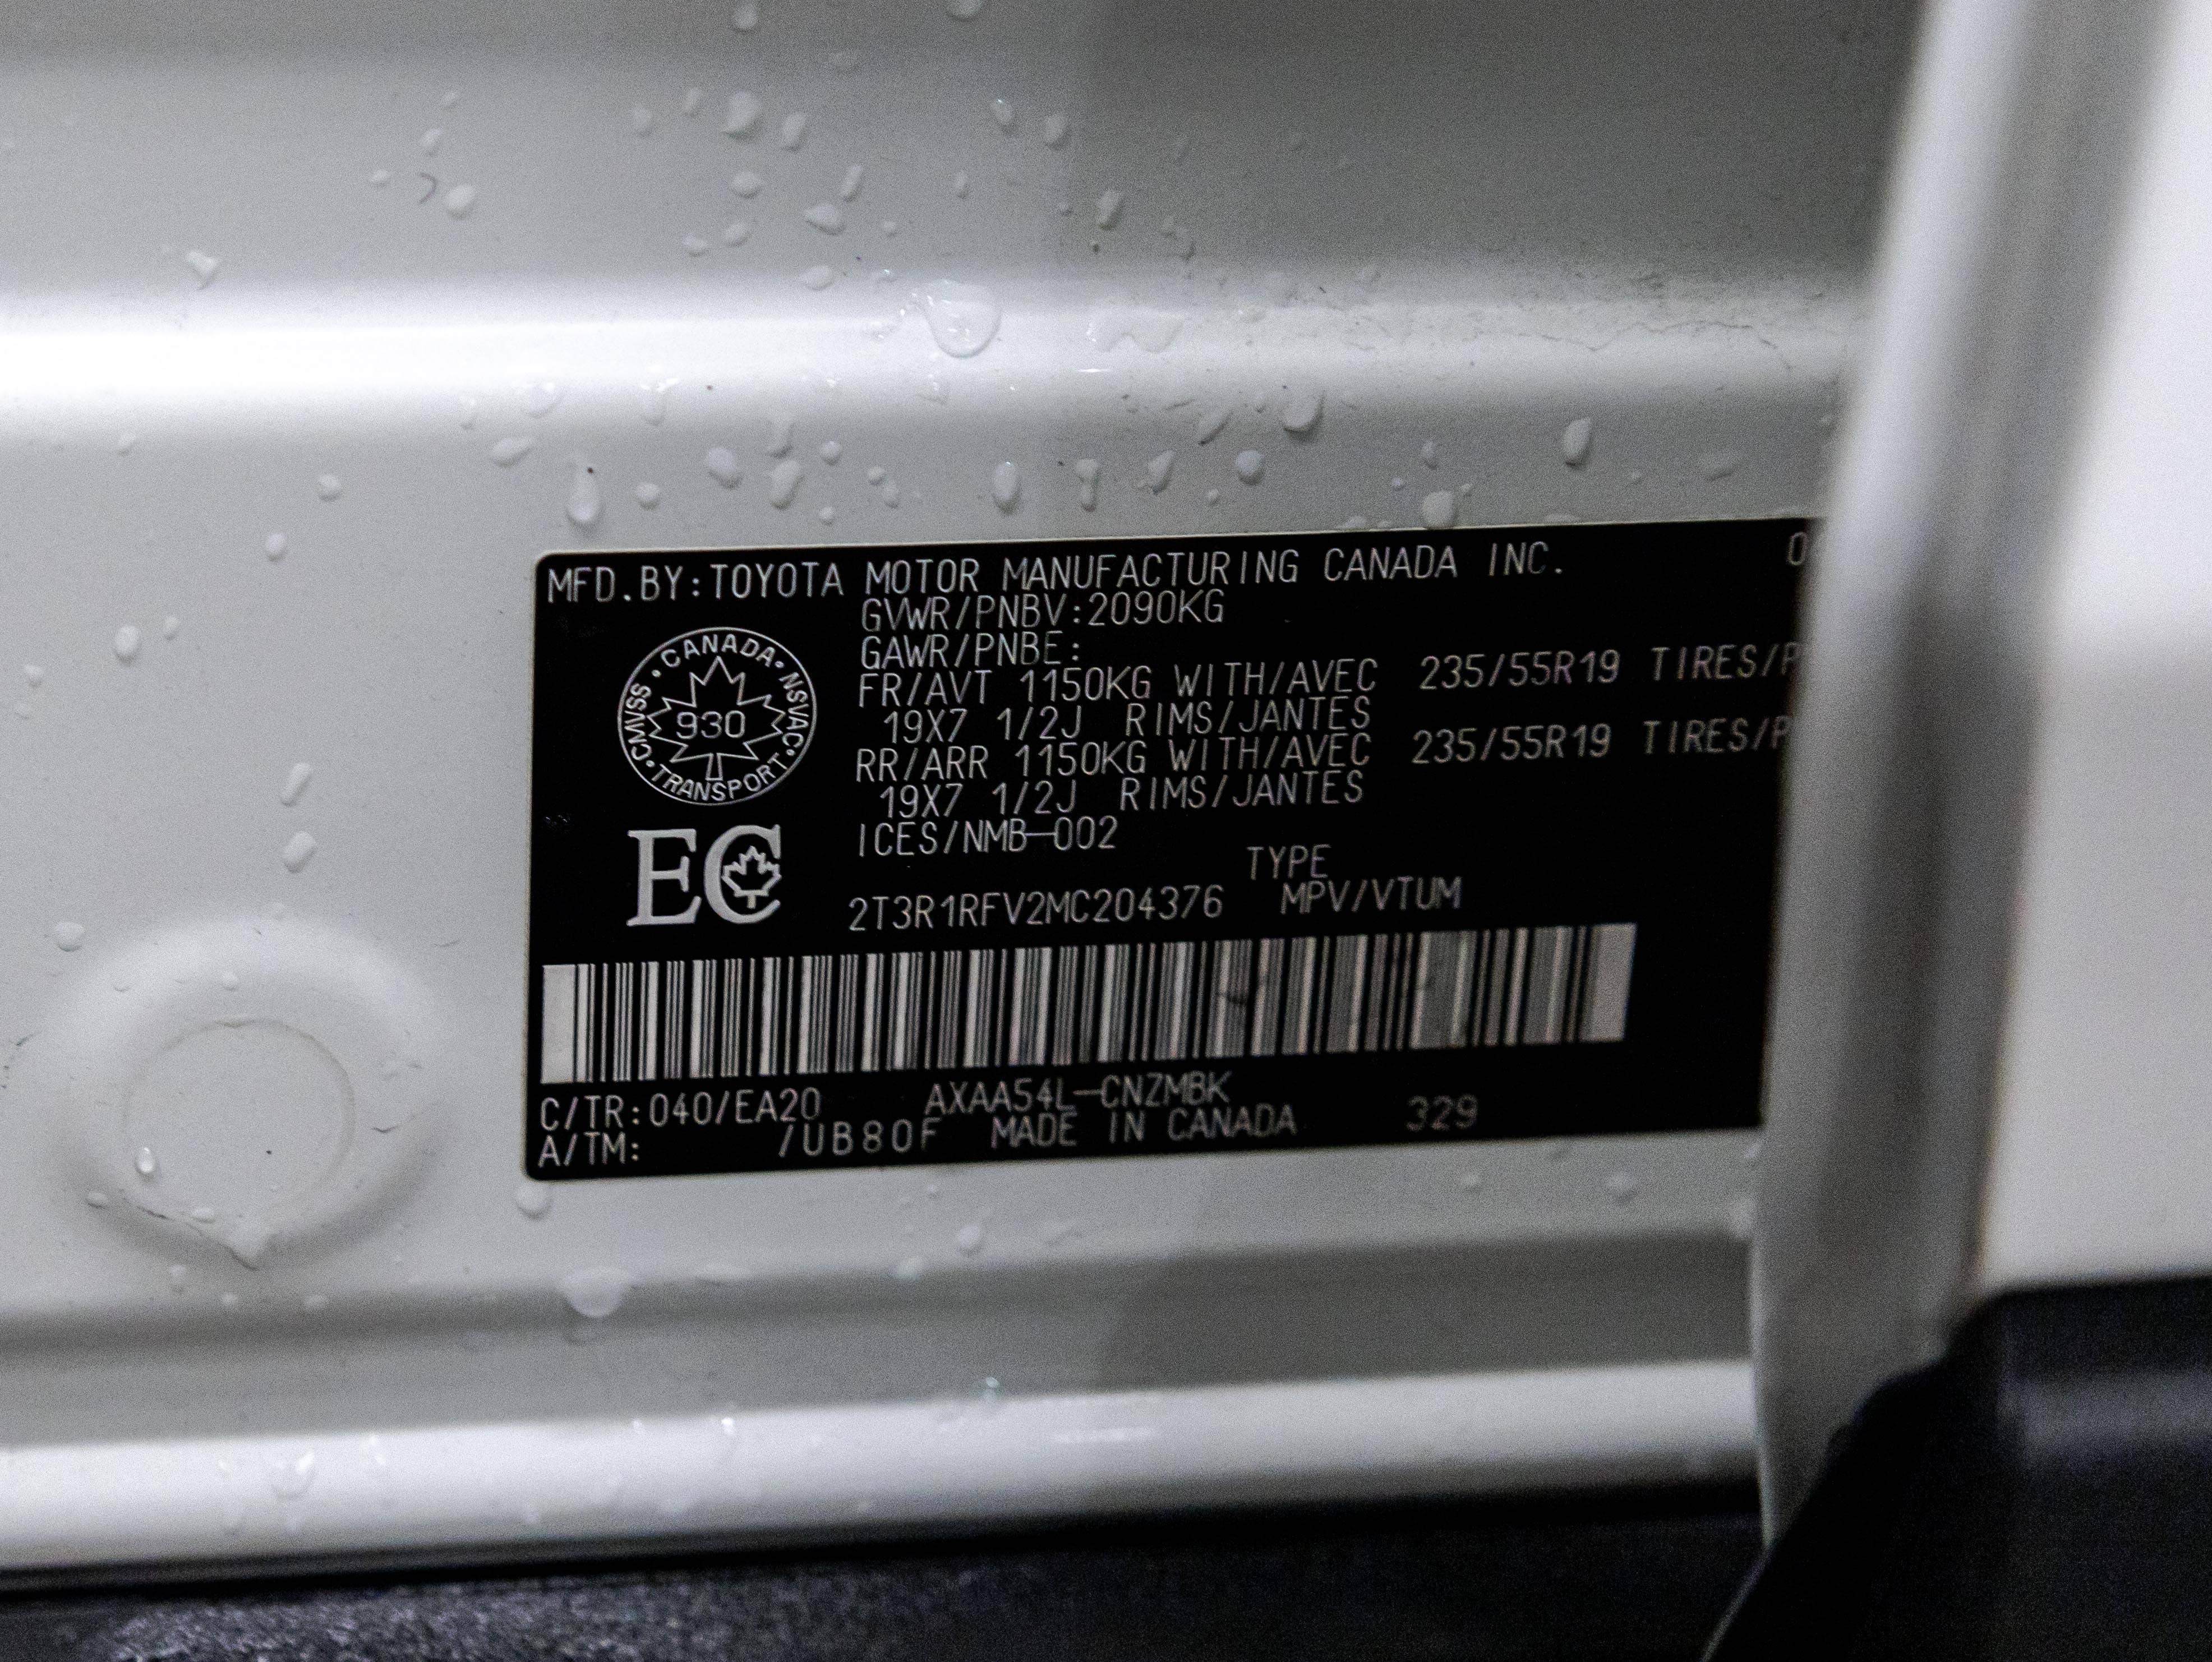 MFD.BY:TOYOTA MOTOR MANUFACTURING CANADA INC.
GVWR/PNBV:2090KG
GAWR/PNBE:
FR/AVT 1150KG WITH/AVEC 235/55R19 TIRES/P
19X7 1/2J RIMS/JANTES
RR/ARR 1150KG WITH/AVEC 235/55R19 TIRES/P
19X7 1/2J RIMS/JANTES
ICES/NMB-002
CANADA • NSVAC • TRANSPORT • CMVSS •
930
EC
TYPE
2T3R1RFV2MC204376 MPV/VTUM
C/TR:040/EA20 AXAA54L-CNZMBK
A/TM: /UB80F MADE IN CANADA 329